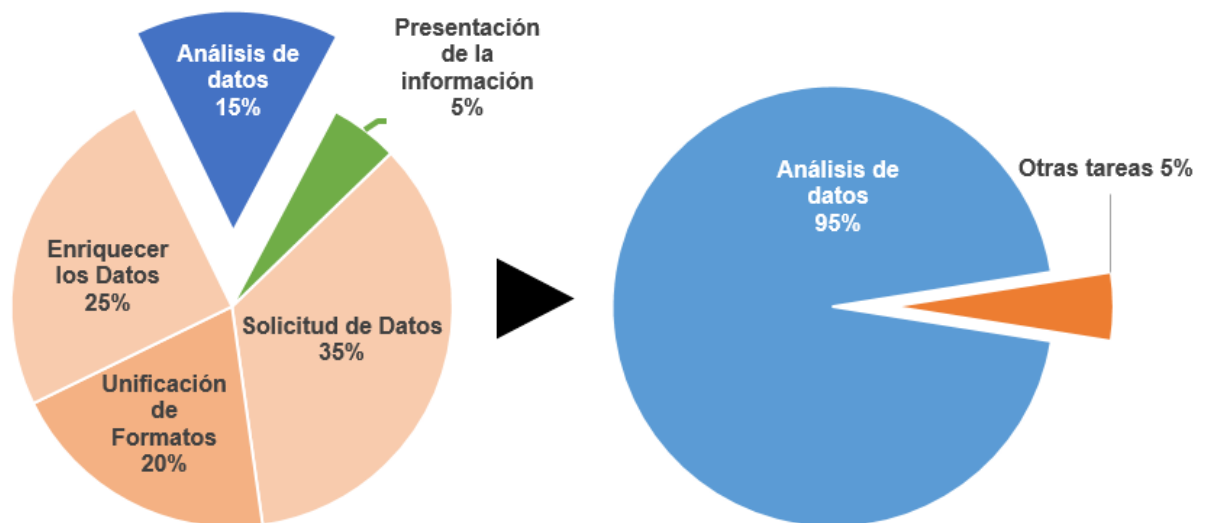 Análisis de
datos
15%
Presentación
de la
información
5%
Enriquecer
los Datos
25%
Solicitud de Datos
35%
Unificación
de
Formatos
20%
Análisis de
datos
95%
Otras tareas 5%